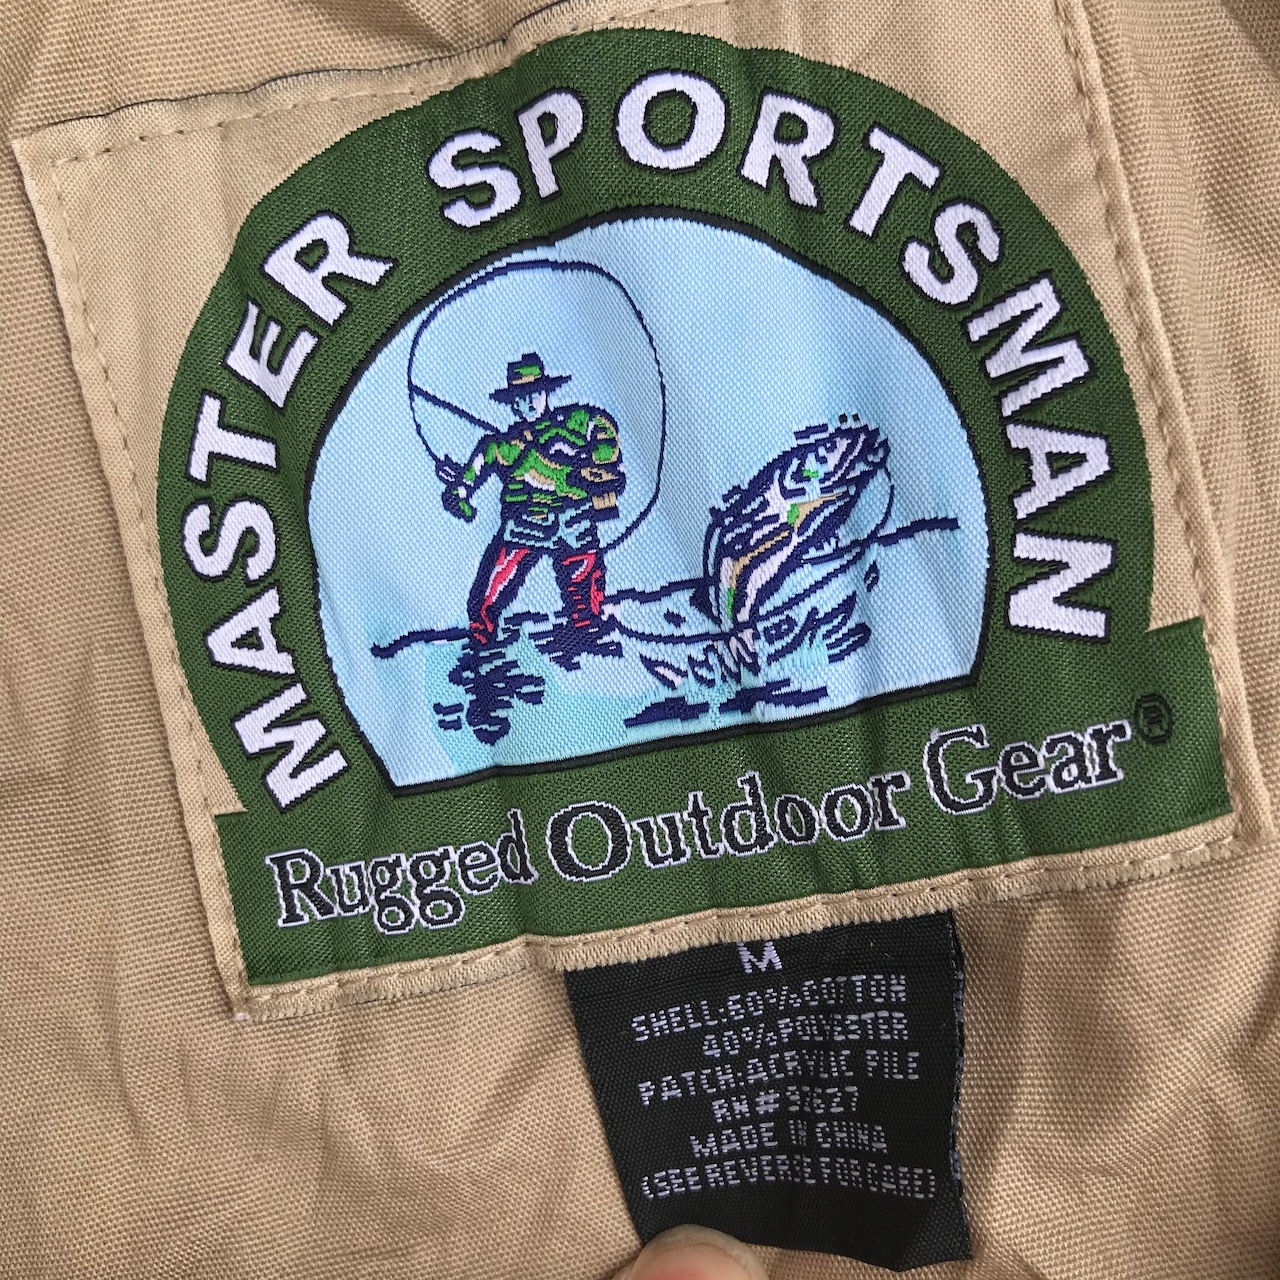 MASTER SPORTSMAN
Rugged Outdoor Gear®
M
SHELL:60%COTTON
40%POLYESTER
PATCH:ACRYLIC PILE
MADE IN CHINA
(SEE REVERSE FOR CARE)